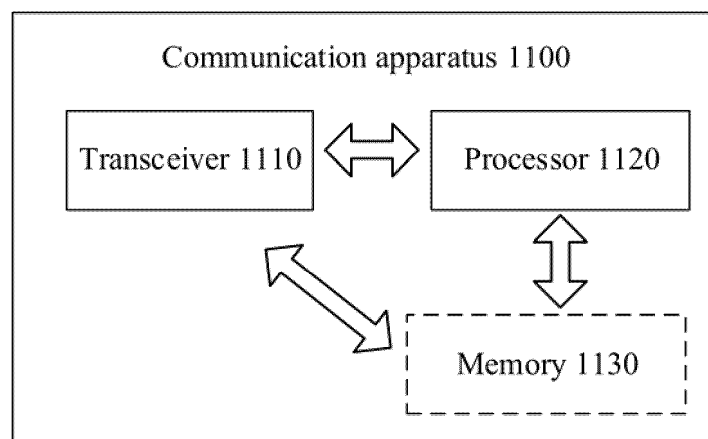 Communication apparatus 1100
Transceiver 1110
Processor 1120
Memory 1130